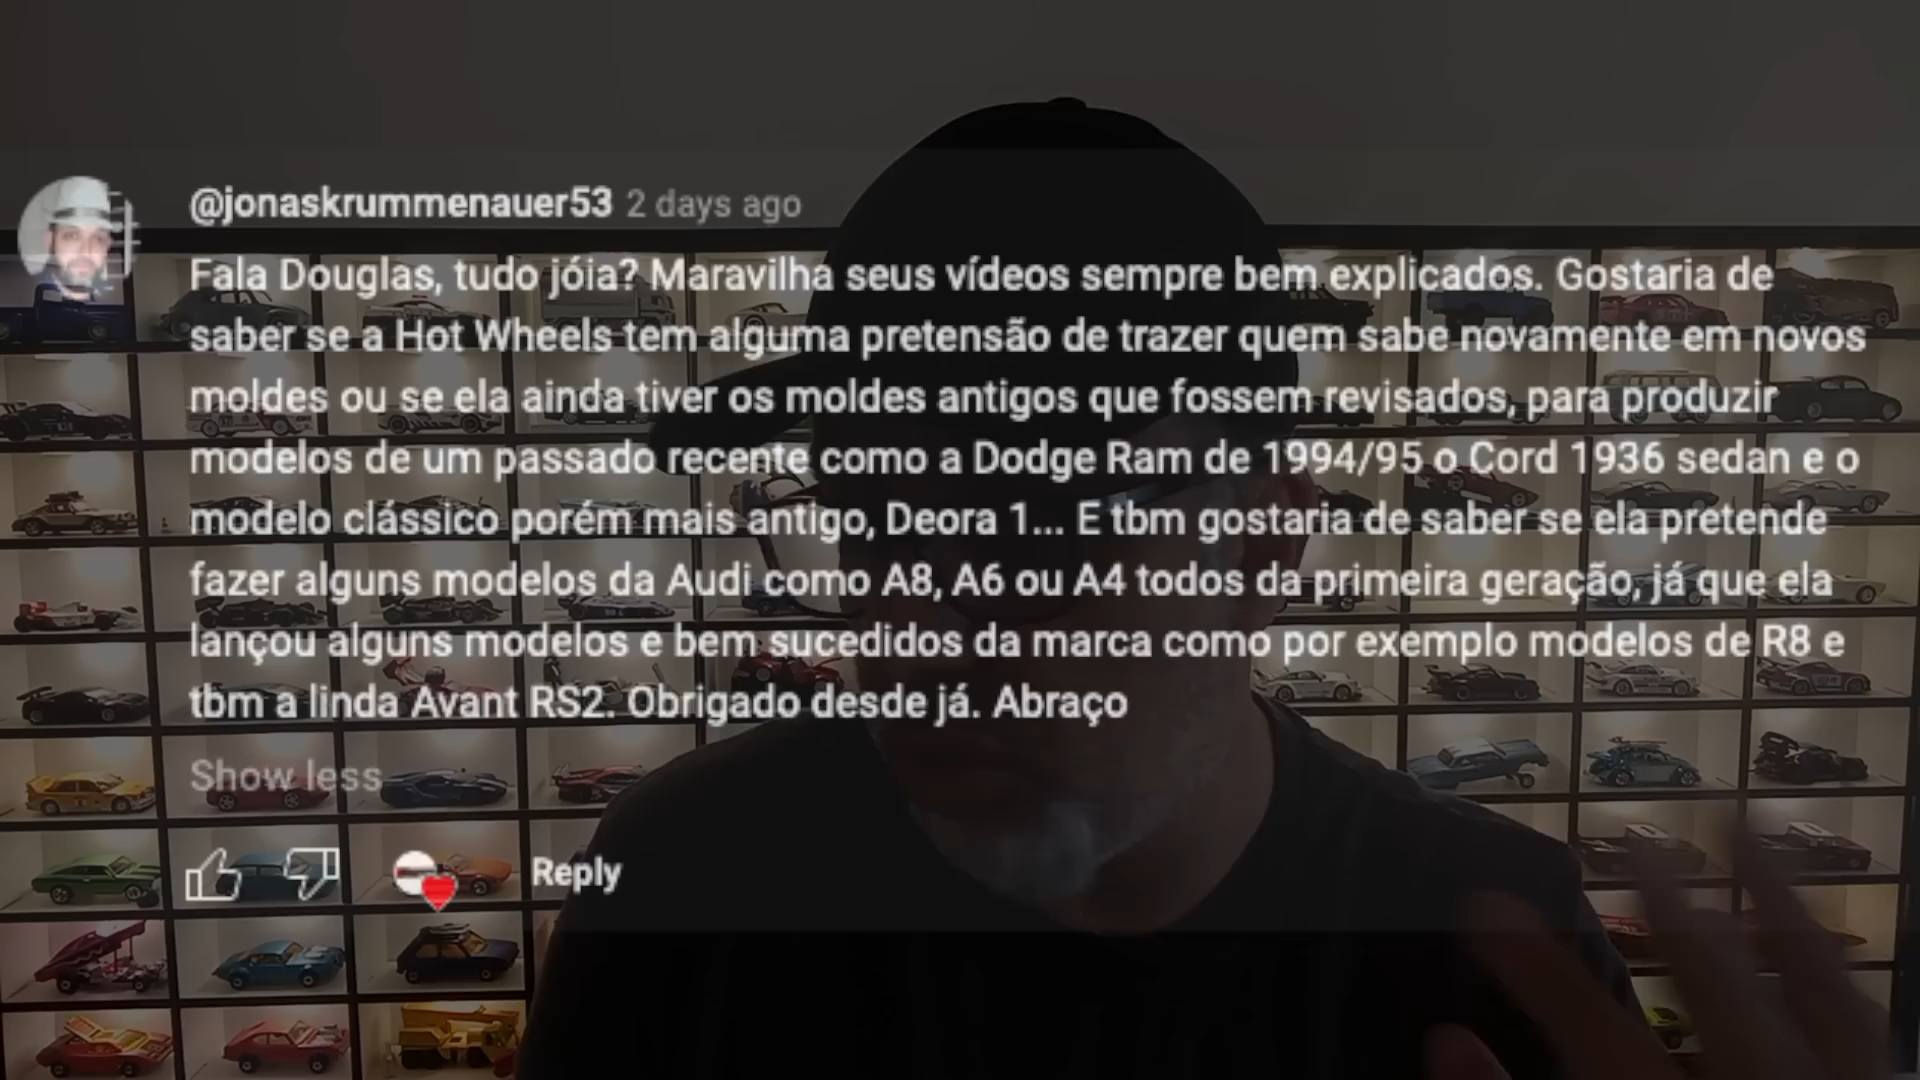 @jonaskrummenauer53 2 days ago
Fala Douglas, tudo jóia? Maravilha seus vídeos sempre bem explicados. Gostaria de
saber se a Hot Wheels tem alguma pretensão de trazer quem sabe novamente em novos
moldes ou se ela ainda tiver os moldes antigos que fossem revisados, para produzir
modelos de um passado recente como a Dodge Ram de 1994/95 o Cord 1936 sedan e o
modelo clássico porém mais antigo, Deora 1... E tbm gostaria de saber se ela pretende
fazer alguns modelos da Audi como A8, A6 ou A4 todos da primeira geração, já que ela
lançou alguns modelos e bem sucedidos da marca como por exemplo modelos de R8 e
tbm a linda Avant RS2. Obrigado desde já. Abraço
Show less
Reply